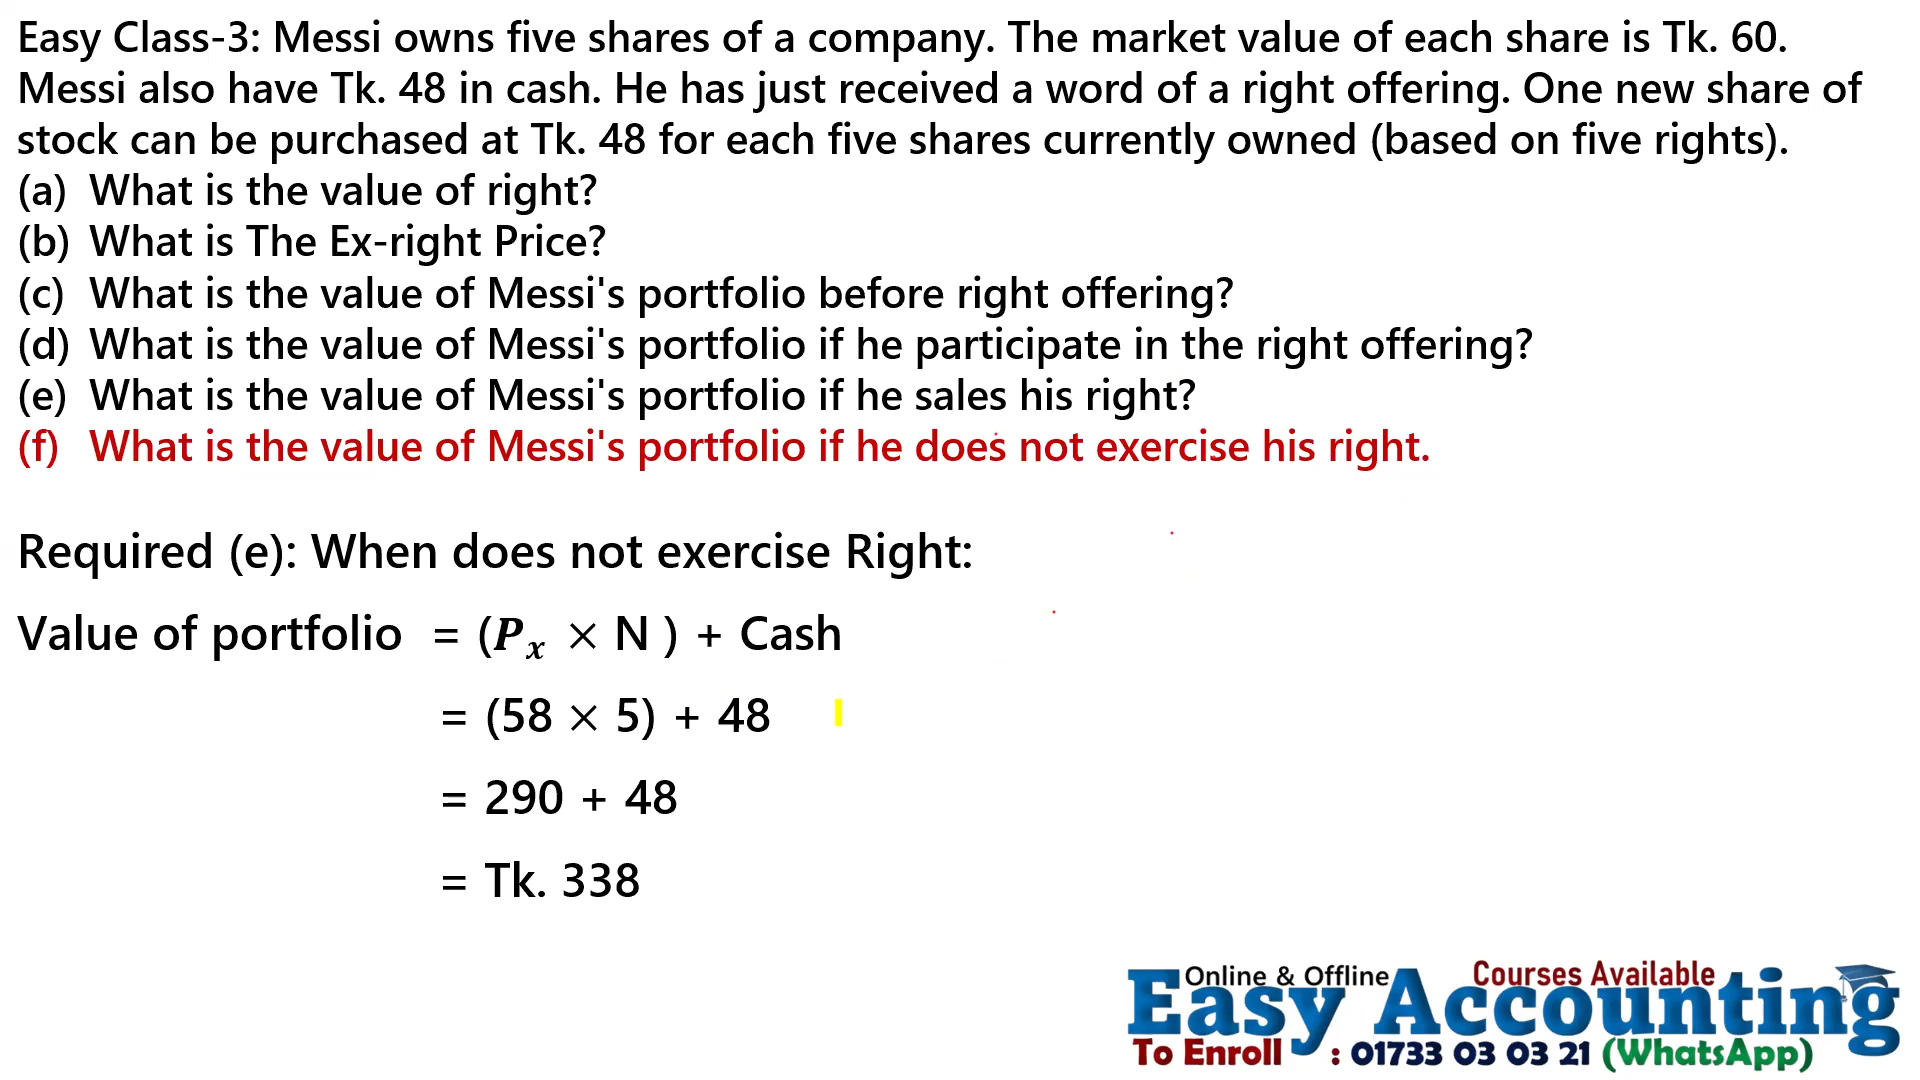 Easy Class-3: Messi owns five shares of a company. The market value of each share is Tk. 60.
Messi also have Tk. 48 in cash. He has just received a word of a right offering. One new share of
stock can be purchased at Tk. 48 for each five shares currently owned (based on five rights).
(a) What is the value of right?
(b) What is The Ex-right Price?
(c) What is the value of Messi's portfolio before right offering?
(d) What is the value of Messi's portfolio if he participate in the right offering?
(e) What is the value of Messi's portfolio if he sales his right?
(f) What is the value of Messi's portfolio if he does not exercise his right.
Required (e): When does not exercise Right:
Value of portfolio = (Pₓ × N ) + Cash
= (58 × 5) + 48
= 290 + 48
= Tk. 338
Online & Offline Courses Available
Easy Accounting
To Enroll : 01733 03 03 21 (WhatsApp)